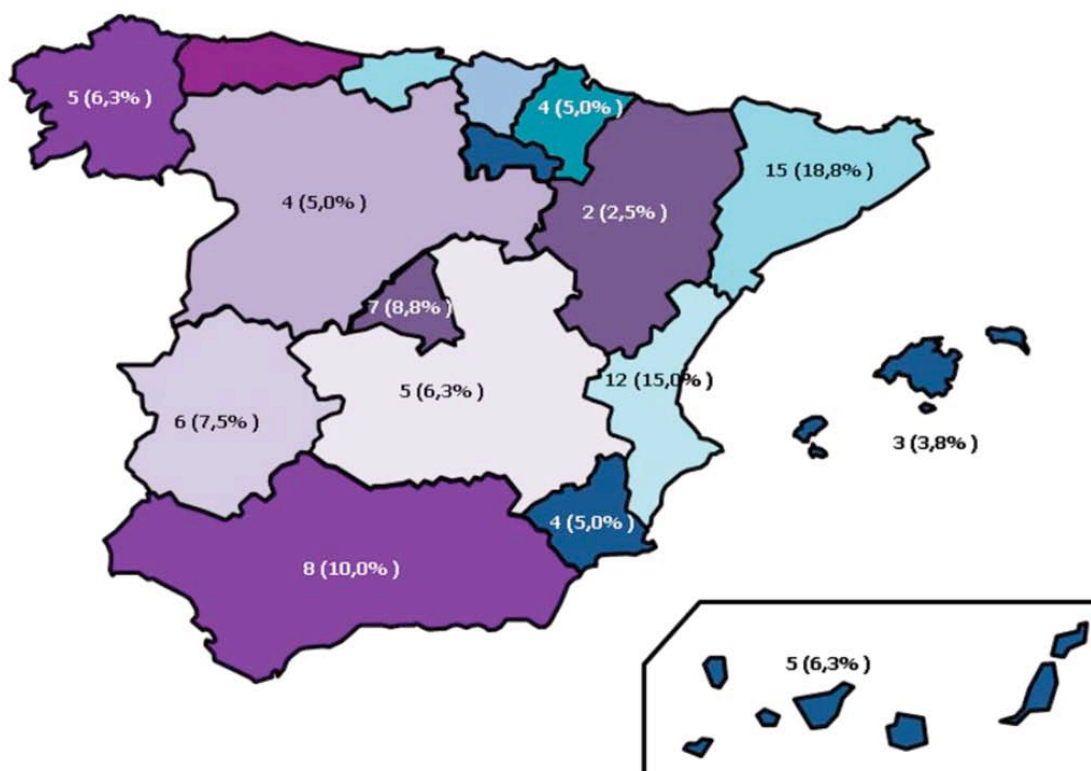 5 (6,3% )
4 (5,0% )
15 (18,8% )
4 (5,0% )
2 (2,5% )
7 (8,8% )
12 (15,0% )
5 (6,3% )
6 (7,5% )
3 (3,8% )
4 (5,0% )
8 (10,0% )
5 (6,3% )